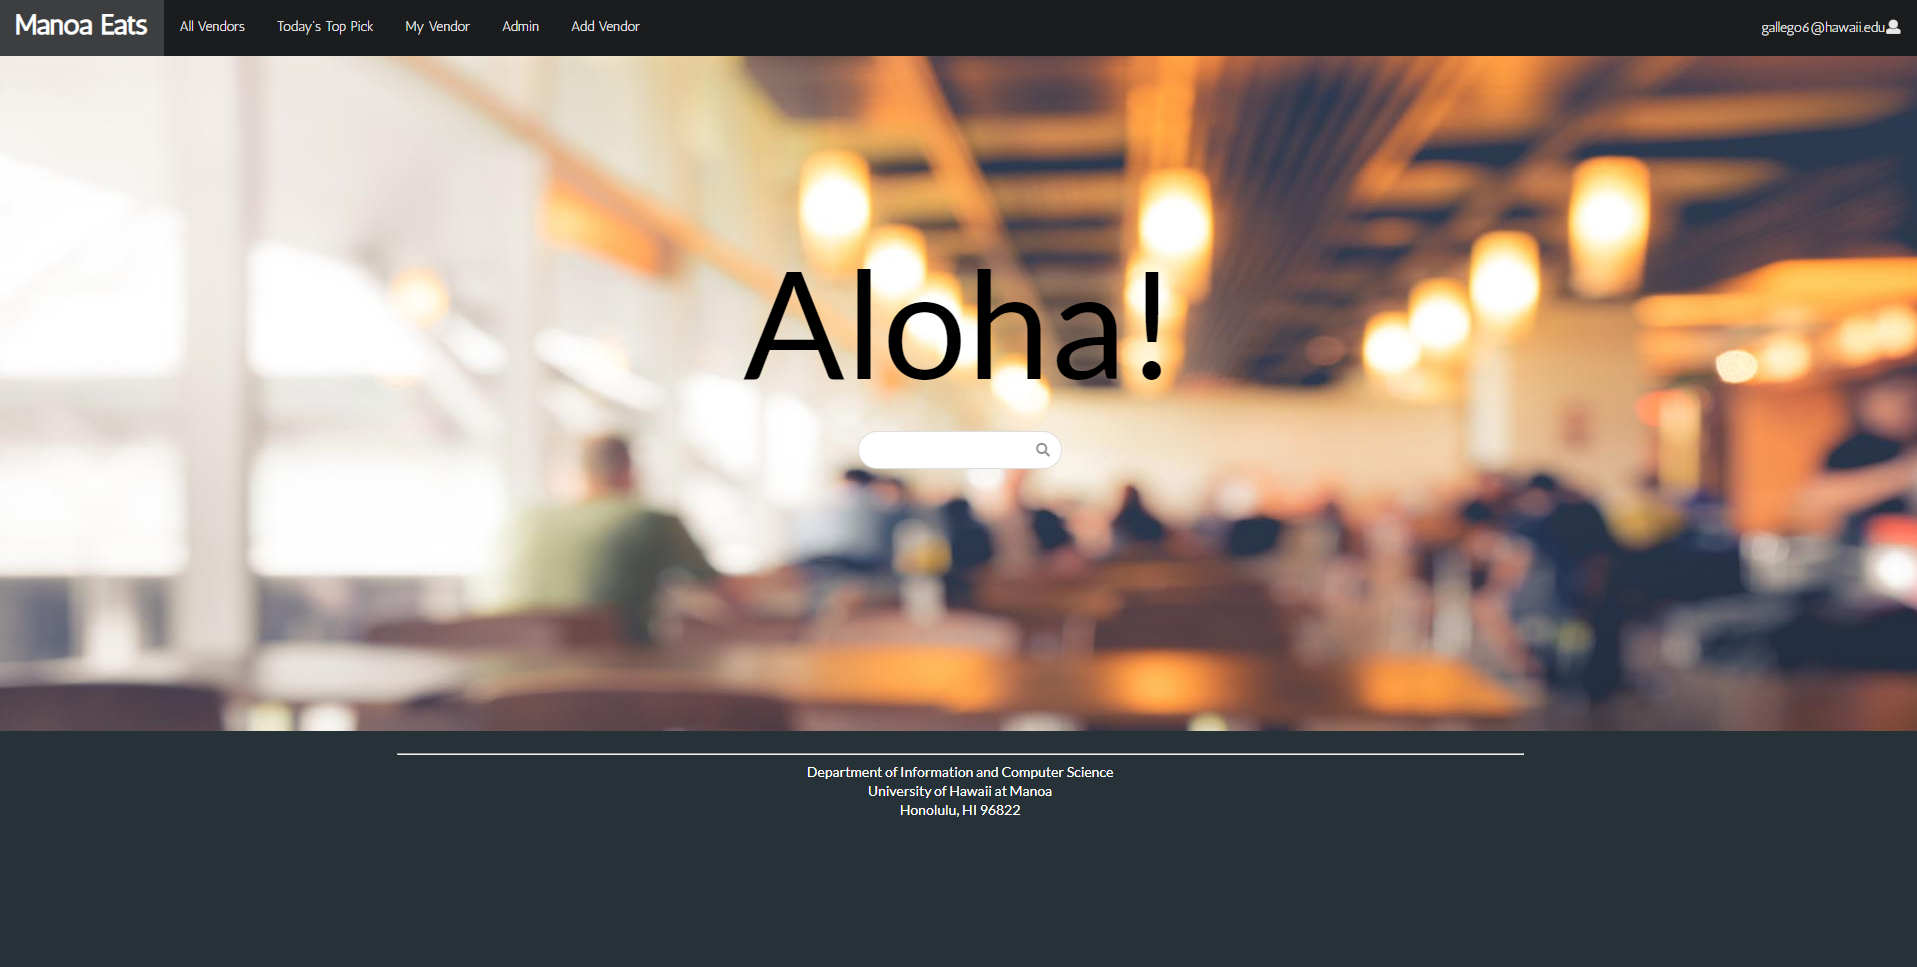 Manoa Eats All Vendors Today's Top Pick My Vendor Admin Add Vendor gallego6@hawaii.edu
Aloha!
Department of Information and Computer Science
University of Hawaii at Manoa
Honolulu, HI 96822